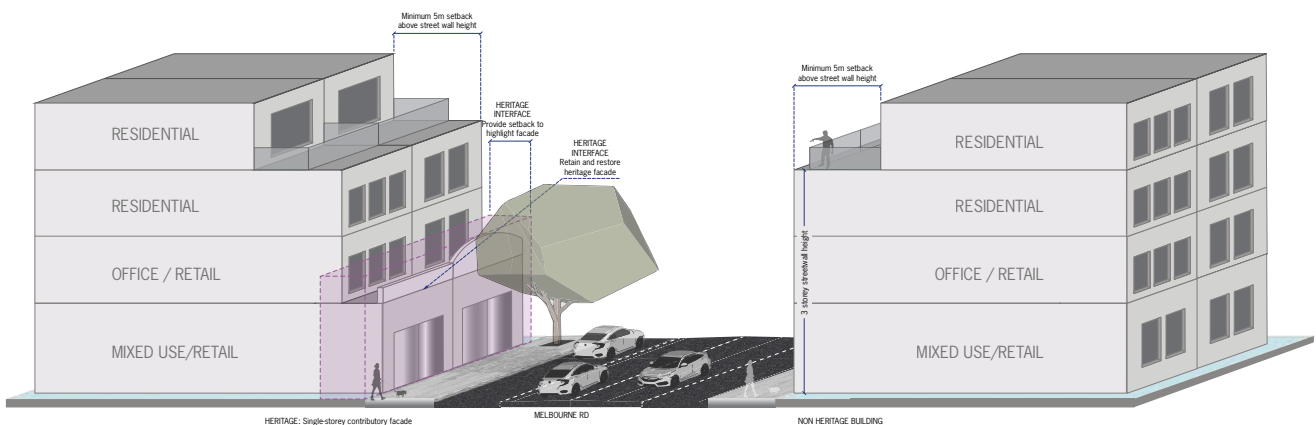 Minimum 5m setback
above street wall height
HERITAGE
INTERFACE
Provide setback to
highlight facade
HERITAGE
INTERFACE
Retain and restore
heritage facade
RESIDENTIAL
RESIDENTIAL
OFFICE / RETAIL
MIXED USE/RETAIL
HERITAGE: Single-storey contributory facade
MELBOURNE RD
Minimum 5m setback
above street wall height
3 storey streetwall height
RESIDENTIAL
RESIDENTIAL
OFFICE / RETAIL
MIXED USE/RETAIL
NON HERITAGE BUILDING